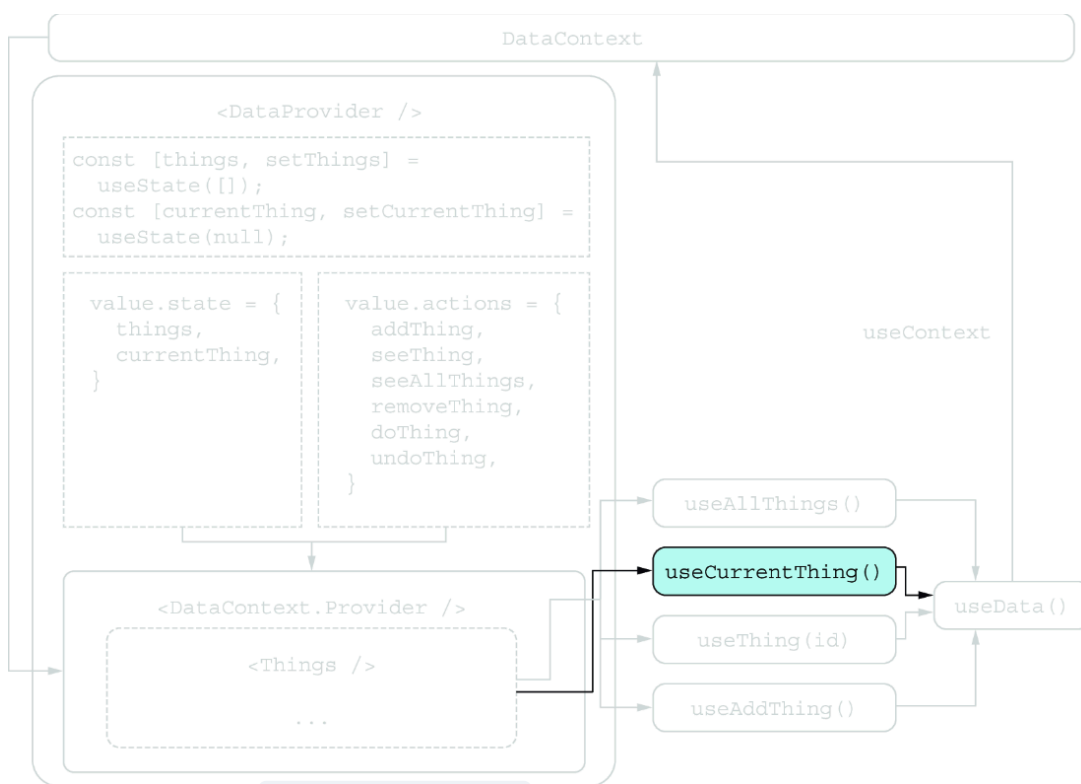 DataContext
<DataProvider />
const [things, setThings] =
useState([]);
const [currentThing, setCurrentThing] =
useState(null);
value.state = {
things,
currentThing,
}
value.actions = {
addThing,
seeThing,
seeAllThings,
removeThing,
doThing,
undoThing,
}
useContext
useAllThings()
useCurrentThing()
<DataContext.Provider />
useData()
useThing(id)
<Things />
useAddThing()
...